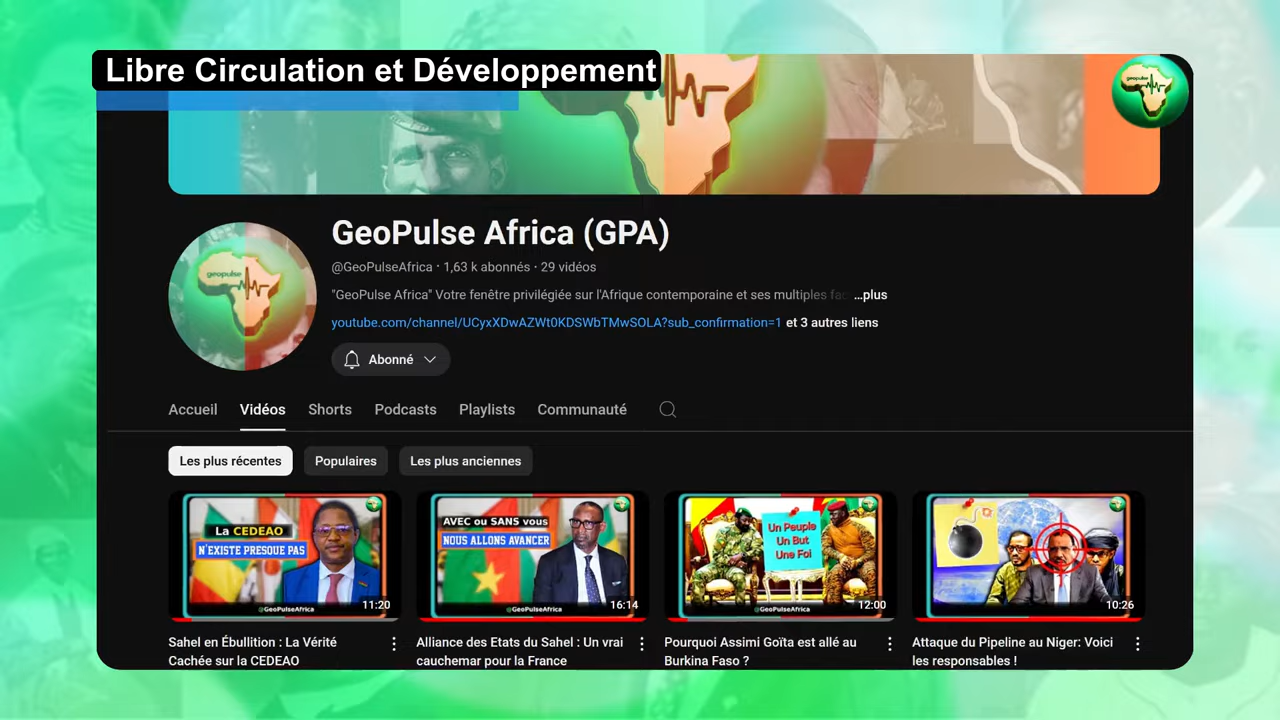 Libre Circulation et Développement
geopulse
GeoPulse Africa (GPA)
geopulse
@GeoPulseAfrica · 1,63 k abonnés · 29 vidéos
"GeoPulse Africa" Votre fenêtre privilégiée sur l'Afrique contemporaine et ses multiples fac ...plus
youtube.com/channel/UCyxXDwAZWt0KDSWbTMwSOLA?sub_confirmation=1 et 3 autres liens
Abonné
Accueil Vidéos Shorts Podcasts Playlists Communauté
Les plus récentes Populaires Les plus anciennes
La CEDEAO
N'EXISTE PRESQUE PAS
@GeoPulseAfrica
11:20
AVEC ou SANS vous
NOUS ALLONS AVANCER
@GeoPulseAfrica
16:14
Un Peuple
Un But
Une Foi
@GeoPulseAfrica
12:00
10:26
Sahel en Ébullition : La Vérité
Cachée sur la CEDEAO
Alliance des Etats du Sahel : Un vrai
cauchemar pour la France
Pourquoi Assimi Goïta est allé au
Burkina Faso ?
Attaque du Pipeline au Niger: Voici
les responsables !